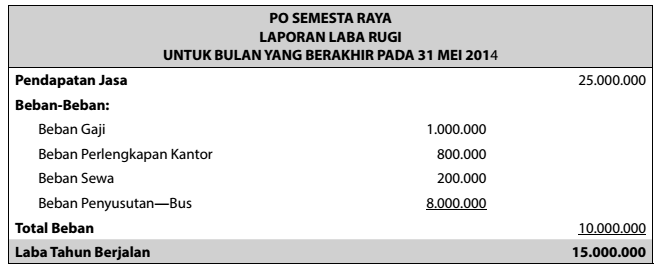 PO SEMESTA RAYA
LAPORAN LABA RUGI
UNTUK BULAN YANG BERAKHIR PADA 31 MEI 2014
Pendapatan Jasa 25.000.000
Beban-Beban:
Beban Gaji 1.000.000
Beban Perlengkapan Kantor 800.000
Beban Sewa 200.000
Beban Penyusutan—Bus 8.000.000
Total Beban 10.000.000
Laba Tahun Berjalan 15.000.000